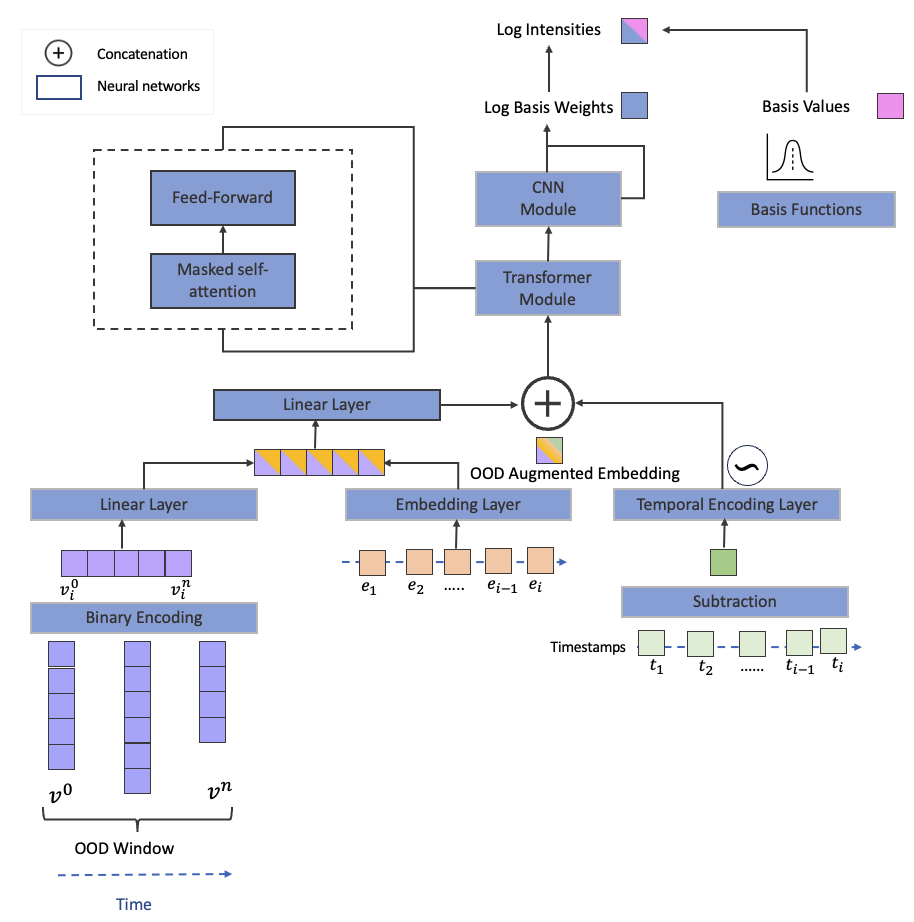 Log Intensities
Concatenation
Neural networks
Log Basis Weights
Basis Values
Feed-Forward
CNN
Module
Basis Functions
Masked self-
attention
Transformer
Module
Linear Layer
OOD Augmented Embedding
Linear Layer
Embedding Layer
Temporal Encoding Layer
v_i^0
v_i^n
e_1
e_2
.....
e_{i−1}
e_i
Subtraction
Binary Encoding
Timestamps
t_1
t_2
......
t_{i−1}
t_i
v^0
v^n
OOD Window
Time